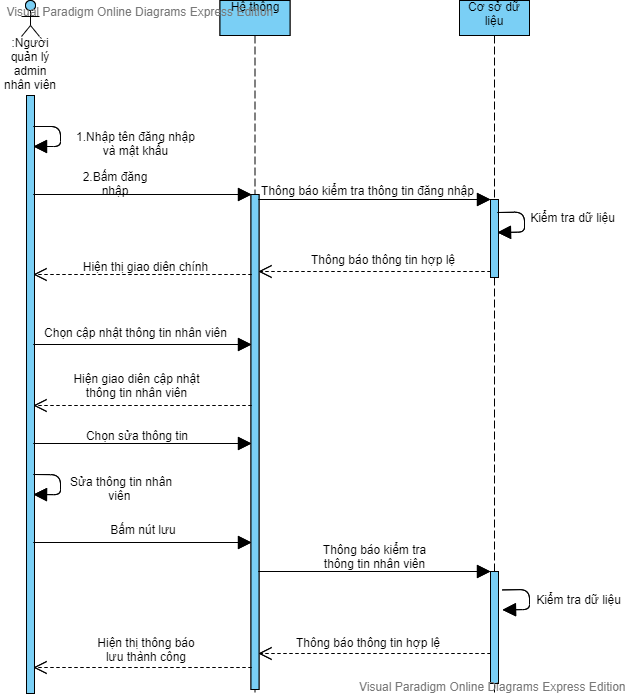 Visual Paradigm Online Diagrams Express Edition
Hệ thống
Cơ sở dữ
liệu
:Người
quản lý
admin
nhân viên
1.Nhập tên đăng nhập
và mật khẩu
2.Bấm đăng
nhập
Thông báo kiểm tra thông tin đăng nhập
Kiểm tra dữ liệu
Thông báo thông tin hợp lệ
Hiện thị giao diên chính
Chọn cập nhật thông tin nhân viên
Hiện giao diên cập nhật
thông tin nhân viên
Chọn sửa thông tin
Sửa thông tin nhân
viên
Bấm nút lưu
Thông báo kiểm tra
thông tin nhân viên
Kiểm tra dữ liệu
Thông báo thông tin hợp lệ
Hiện thị thông báo
lưu thành công
Visual Paradigm Online Diagrams Express Edition